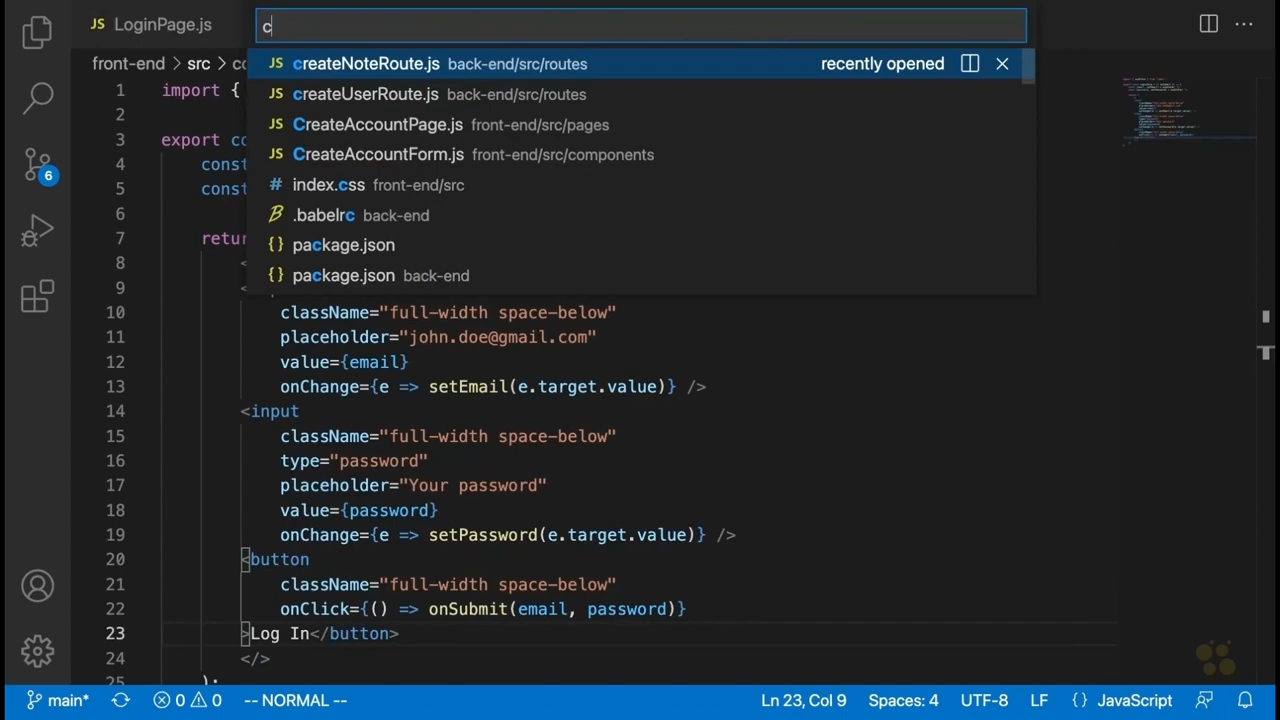 JS LoginPage.js
c
front-end > src > co
JS createNoteRoute.js back-end/src/routes recently opened
JS createUserRoute.js back-end/src/routes
JS CreateAccountPage.js front-end/src/pages
JS CreateAccountForm.js front-end/src/components
# index.css front-end/src
.babelrc back-end
{} package.json
{} package.json back-end
1 import {
2
3 export co
4 const
5 const
6
7 retur
8 <
9 <
10 className="full-width space-below"
11 placeholder="john.doe@gmail.com"
12 value={email}
13 onChange={e => setEmail(e.target.value)} />
14 <input
15 className="full-width space-below"
16 type="password"
17 placeholder="Your password"
18 value={password}
19 onChange={e => setPassword(e.target.value)} />
20 <button
21 className="full-width space-below"
22 onClick={() => onSubmit(email, password)}
23 >Log In</button>
24 </>
25 );
6
main* 0 0 -- NORMAL -- Ln 23, Col 9 Spaces: 4 UTF-8 LF {} JavaScript